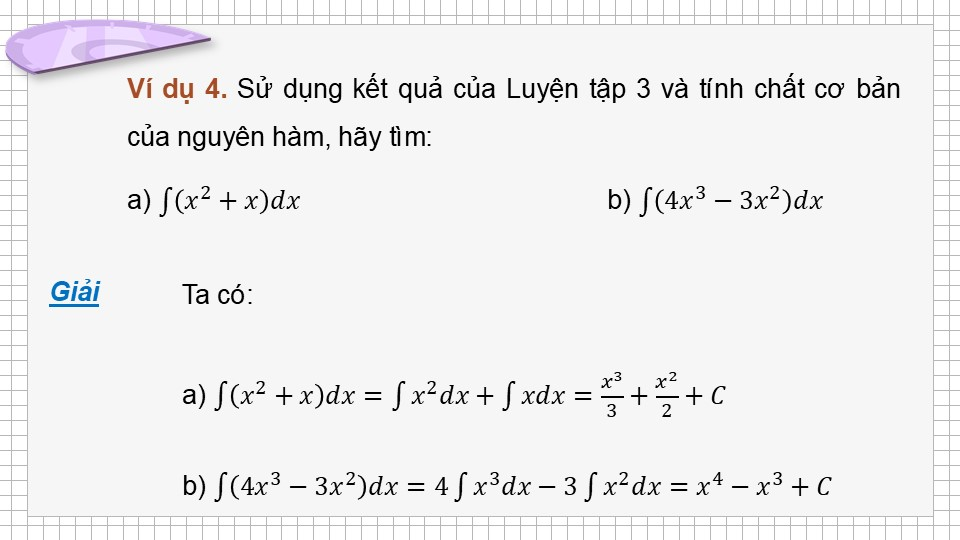 Ví dụ 4. Sử dụng kết quả của Luyện tập 3 và tính chất cơ bản
của nguyên hàm, hãy tìm:
a) ∫(𝑥² + 𝑥)𝑑𝑥 b) ∫(4𝑥³ − 3𝑥²)𝑑𝑥
Giải Ta có:
a) ∫(𝑥² + 𝑥)𝑑𝑥 = ∫ 𝑥²𝑑𝑥 + ∫ 𝑥𝑑𝑥 = 𝑥³/3 + 𝑥²/2 + 𝐶
b) ∫(4𝑥³ − 3𝑥²)𝑑𝑥 = 4 ∫ 𝑥³𝑑𝑥 − 3 ∫ 𝑥²𝑑𝑥 = 𝑥⁴ − 𝑥³ + 𝐶